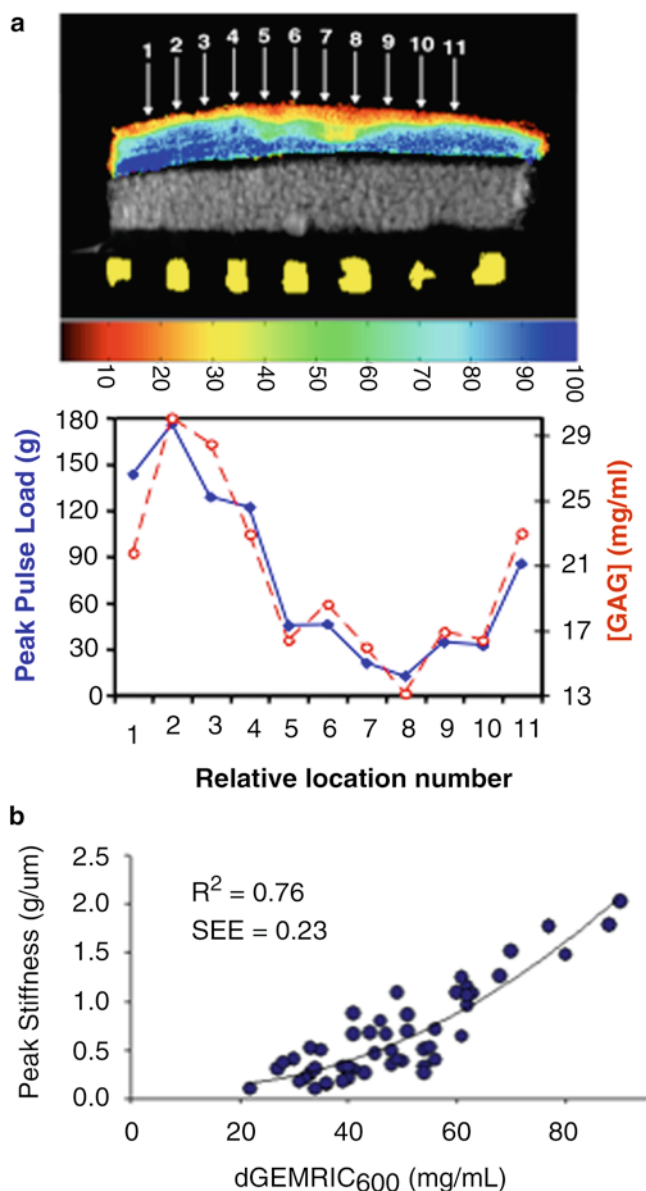 a
1 2 3 4 5 6 7 8 9 10 11
10 20 30 40 50 60 70 80 90 100
Peak Pulse Load (g)
180
150
120
90
60
30
0
[GAG] (mg/ml)
29
25
21
17
13
1 2 3 4 5 6 7 8 9 10 11
Relative location number
b
Peak Stiffness (g/um)
2.5
2.0
1.5
1.0
0.5
0.0
R² = 0.76
SEE = 0.23
0 20 40 60 80
dGEMRIC₆₀₀ (mg/mL)